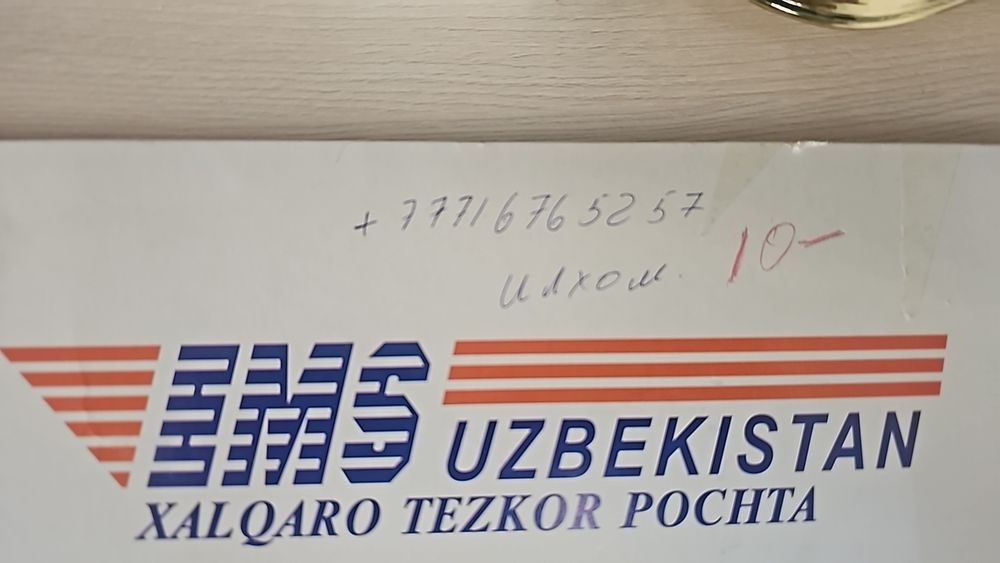 +77716765257
илхом.
10-
EMS UZBEKISTAN
XALQARO TEZKOR POCHTA